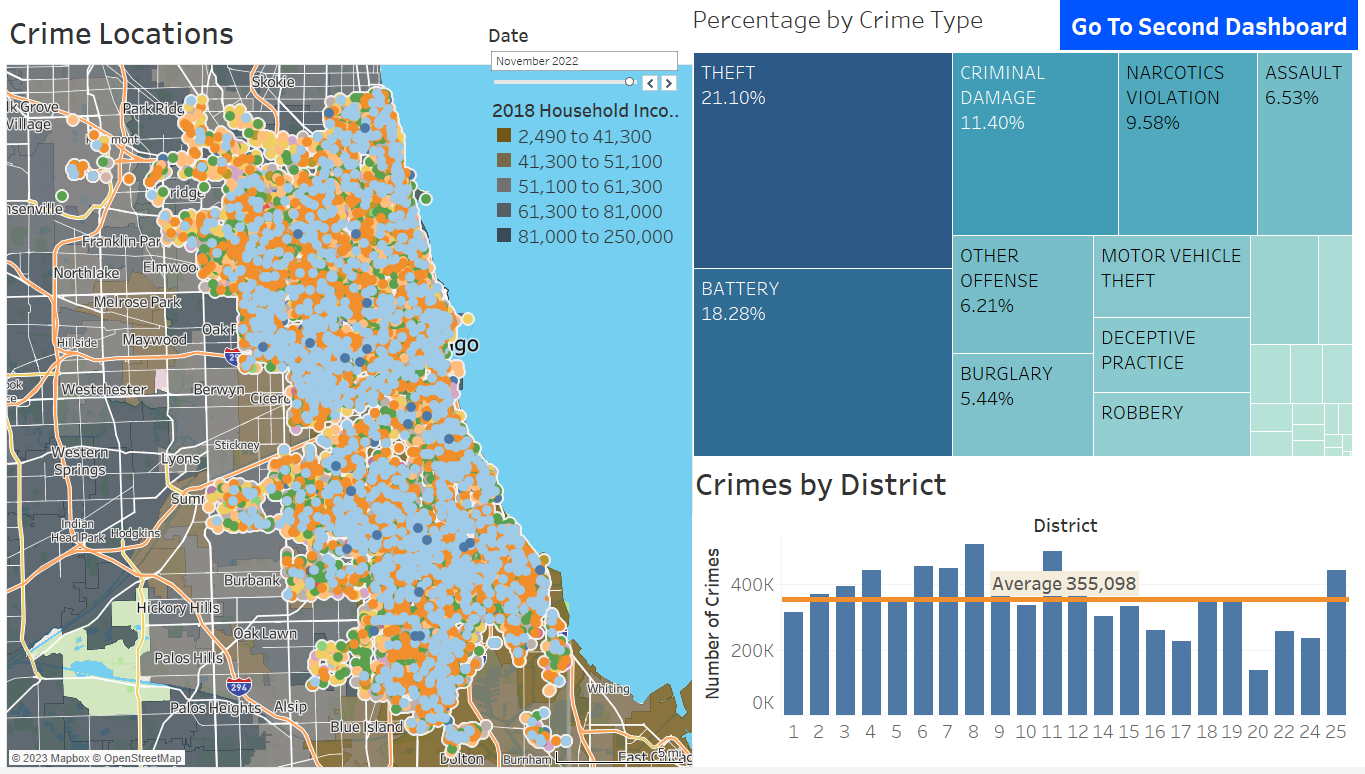 Crime Locations
Date
November 2022
2018 Household Inco..
2,490 to 41,300
41,300 to 51,100
51,100 to 61,300
61,300 to 81,000
81,000 to 250,000
Skokie
lk Grove
Village
Park Ridg
mont
ridge
nsenville
Franklin Par
Northlake
Elmwoo
Melrose Park
Oak P
Hillside
Maywood
29
go
Westchester
Berwyn
ook
ce
Cicero
Stickney
Western
Springs
Lyons
Summ
Indian
Head Park
Hodgkins
Burbank
Hickory Hills
Oak Lawn
Palos Hills
294
Whiting
Palos Heights
Alsip
Blue Island
© 2023 Mapbox © OpenStreetMap
Dolton
Burnham
5 mi
East Chicag
Percentage by Crime Type
Go To Second Dashboard
THEFT
21.10%
BATTERY
18.28%
CRIMINAL
DAMAGE
11.40%
NARCOTICS
VIOLATION
9.58%
ASSAULT
6.53%
OTHER
OFFENSE
6.21%
BURGLARY
5.44%
MOTOR VEHICLE
THEFT
DECEPTIVE
PRACTICE
ROBBERY
Crimes by District
District
Number of Crimes
400K
200K
0K
Average 355,098
1 2 3 4 5 6 7 8 9 10 11 12 14 15 16 17 18 19 20 22 24 25